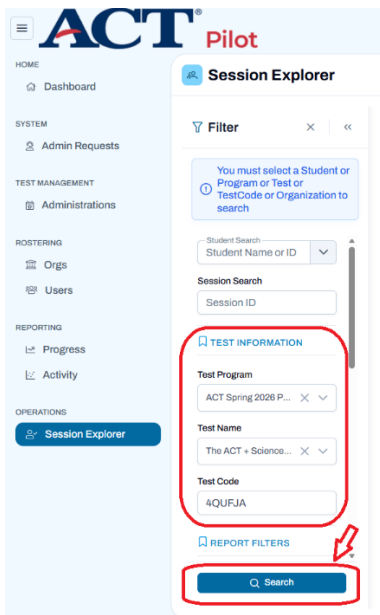 ACT®
Pilot
HOME
Dashboard
SYSTEM
Admin Requests
TEST MANAGEMENT
Administrations
ROSTERING
Orgs
Users
REPORTING
Progress
Activity
OPERATIONS
Session Explorer
Session Explorer
Filter
You must select a Student or
Program or Test or
TestCode or Organization to
search
Student Search
Student Name or ID
Session Search
Session ID
TEST INFORMATION
Test Program
ACT Spring 2026 P...
Test Name
The ACT + Science...
Test Code
4QUFJA
REPORT FILTERS
Search